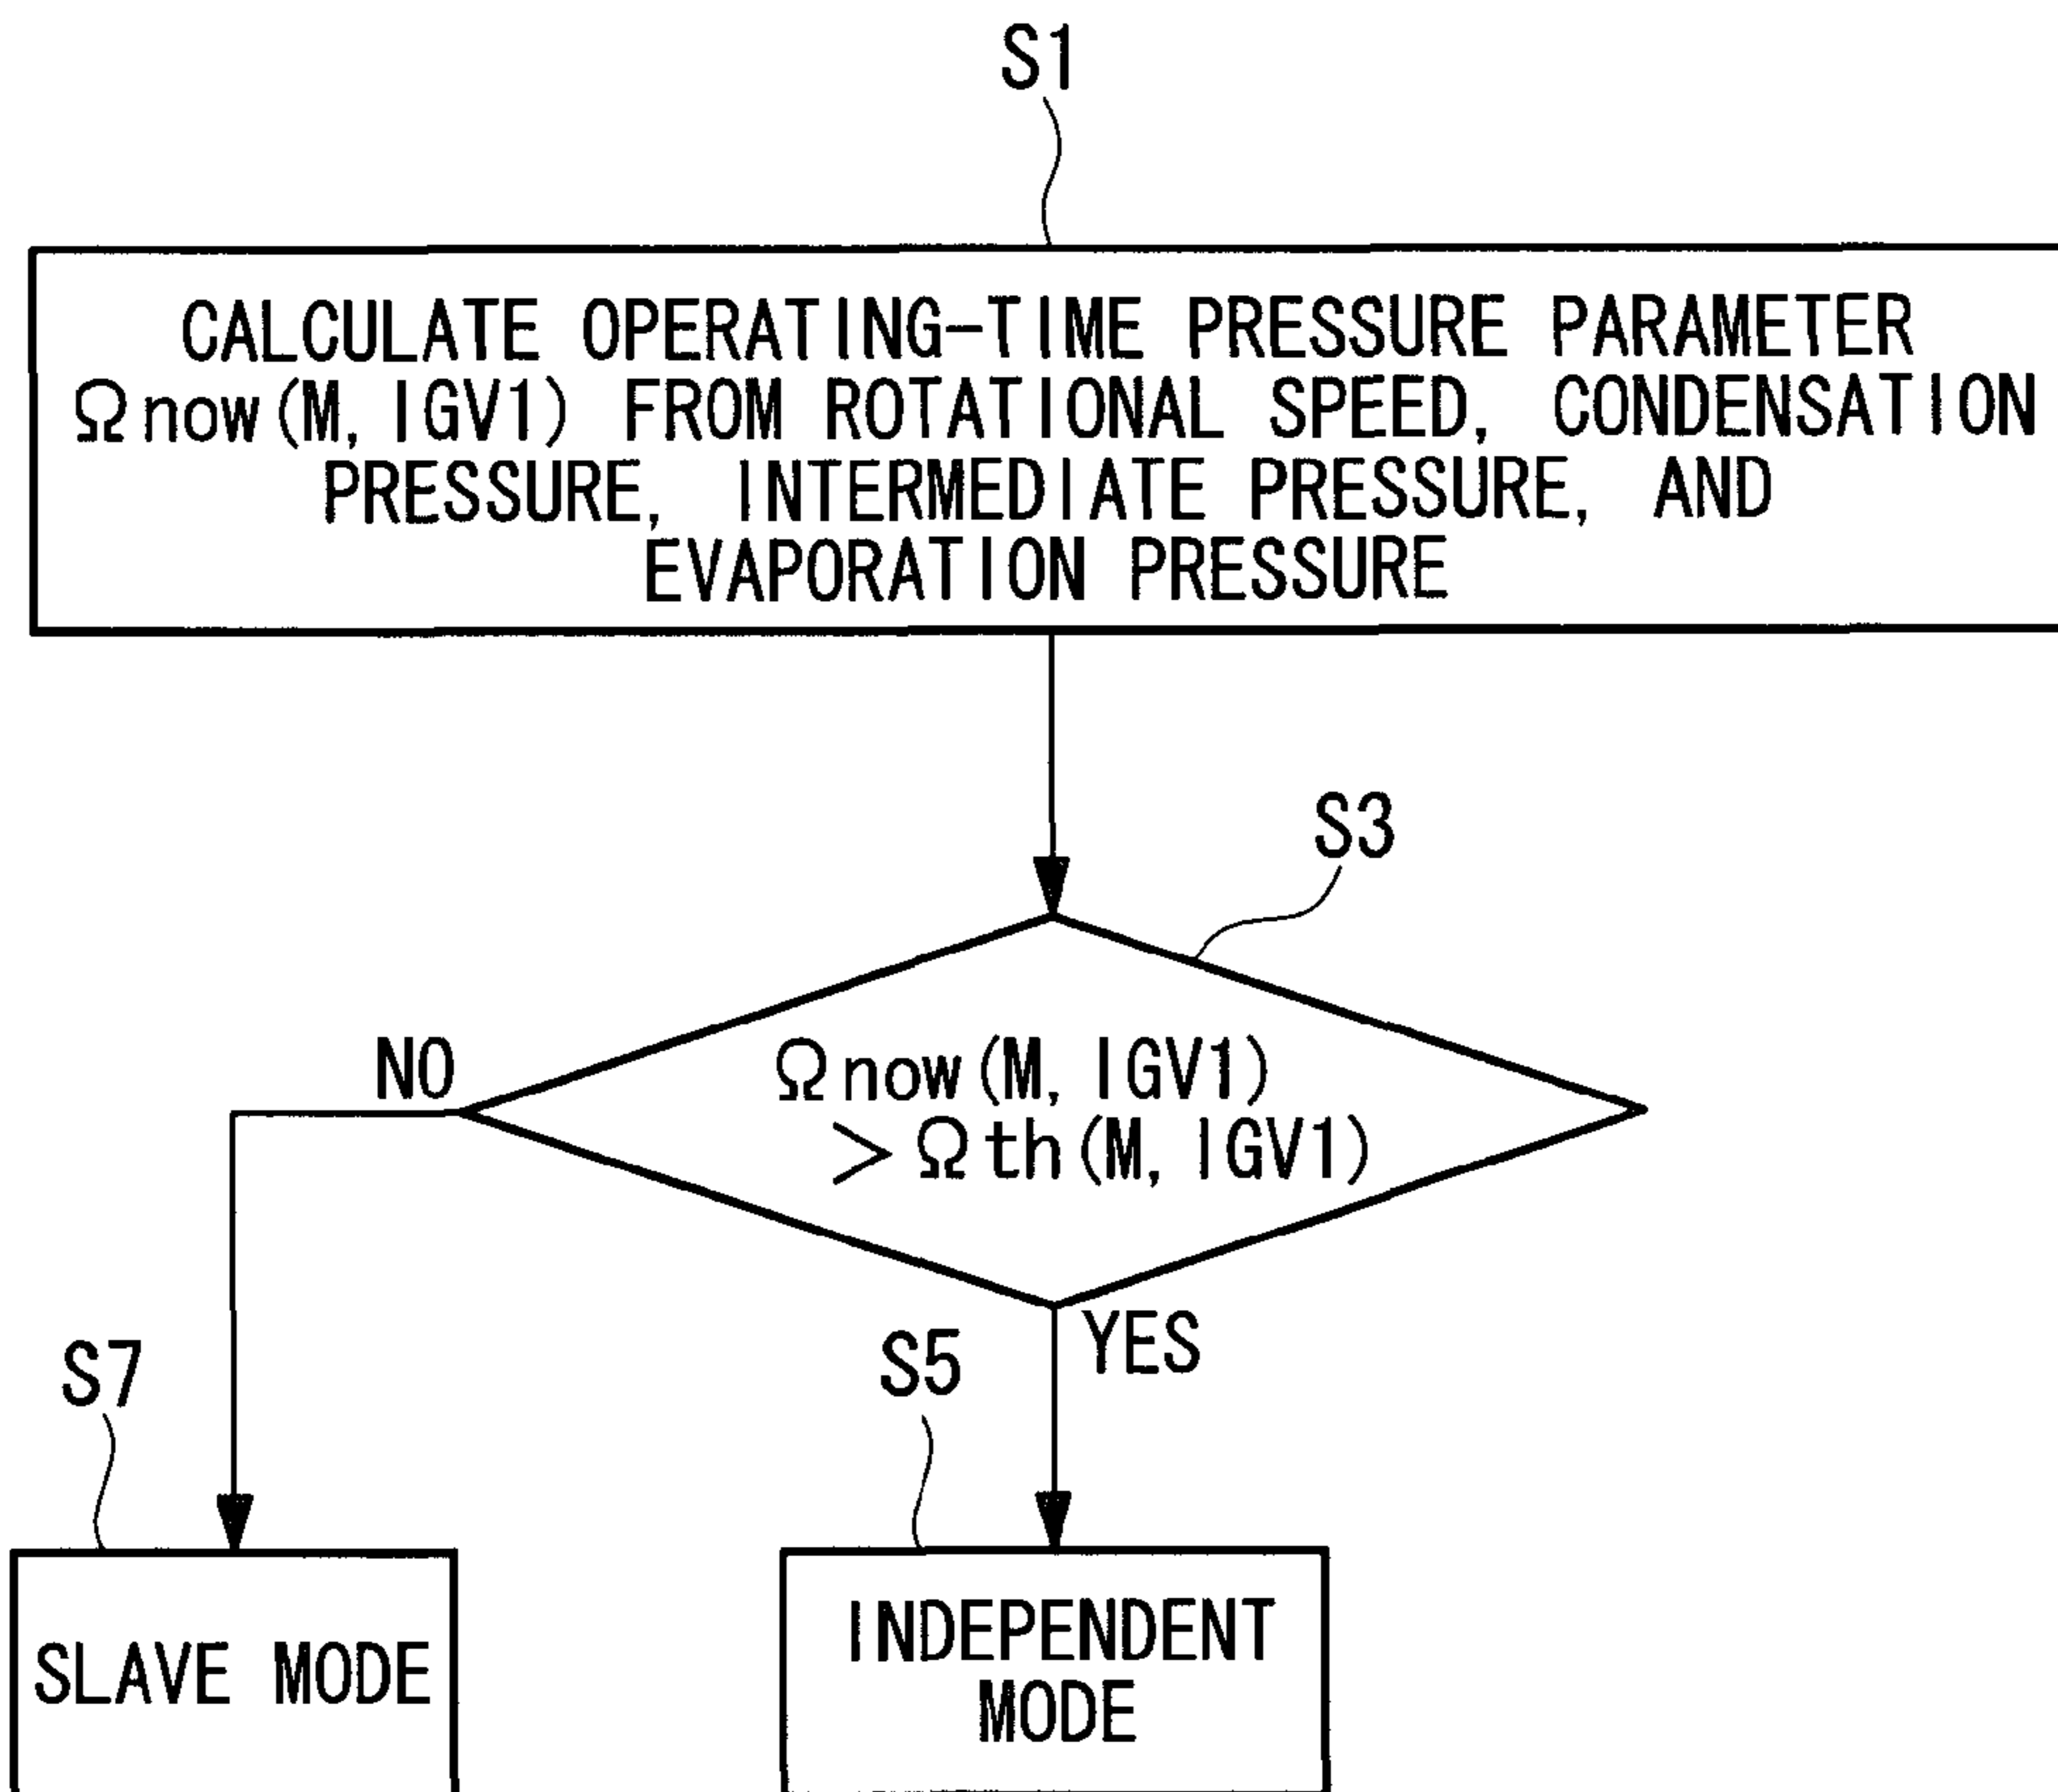 S1
CALCULATE OPERATING-TIME PRESSURE PARAMETER
Ωnow(M, IGV1) FROM ROTATIONAL SPEED, CONDENSATION
PRESSURE, INTERMEDIATE PRESSURE, AND
EVAPORATION PRESSURE
S3
NO
Ωnow(M, IGV1)
>Ωth(M, IGV1)
YES
S7
S5
SLAVE MODE
INDEPENDENT
MODE